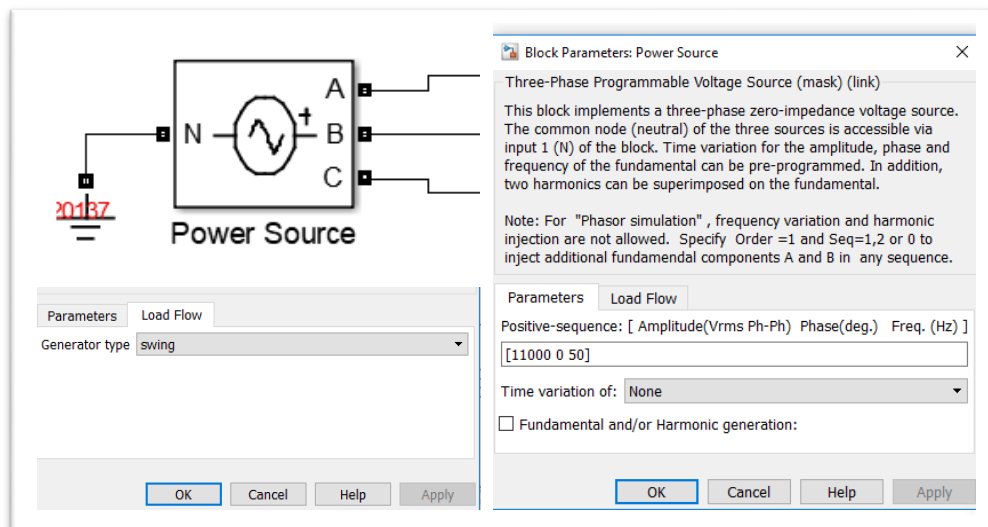 A
N
B
C
Power Source
Parameters Load Flow
Generator type swing
OK Cancel Help Apply
Block Parameters: Power Source
Three-Phase Programmable Voltage Source (mask) (link)
This block implements a three-phase zero-impedance voltage source.
The common node (neutral) of the three sources is accessible via
input 1 (N) of the block. Time variation for the amplitude, phase and
frequency of the fundamental can be pre-programmed. In addition,
two harmonics can be superimposed on the fundamental.
Note: For "Phasor simulation" , frequency variation and harmonic
injection are not allowed. Specify Order =1 and Seq=1,2 or 0 to
inject additional fundamendal components A and B in any sequence.
Parameters Load Flow
Positive-sequence: [ Amplitude(Vrms Ph-Ph) Phase(deg.) Freq. (Hz) ]
[11000 0 50]
Time variation of: None
Fundamental and/or Harmonic generation:
OK Cancel Help Apply